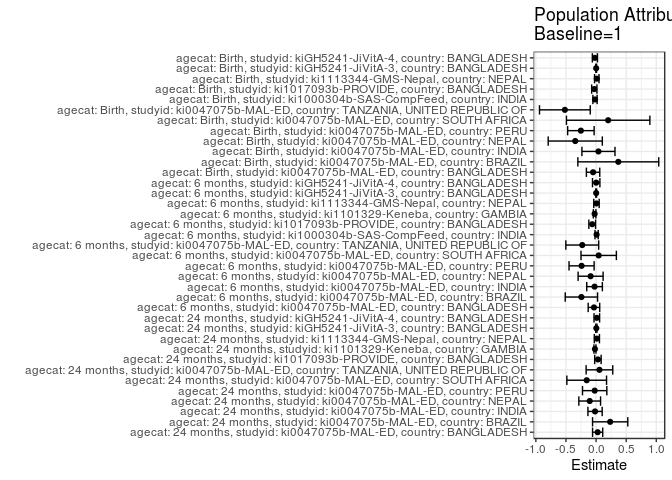 Population Attribu
Baseline=1
agecat: Birth, studyid: kiGH5241-JiVitA-4, country: BANGLADESH
agecat: Birth, studyid: kiGH5241-JiVitA-3, country: BANGLADESH
agecat: Birth, studyid: ki1113344-GMS-Nepal, country: NEPAL
agecat: Birth, studyid: ki1017093b-PROVIDE, country: BANGLADESH
agecat: Birth, studyid: ki1000304b-SAS-CompFeed, country: INDIA
agecat: Birth, studyid: ki0047075b-MAL-ED, country: TANZANIA, UNITED REPUBLIC OF
agecat: Birth, studyid: ki0047075b-MAL-ED, country: SOUTH AFRICA
agecat: Birth, studyid: ki0047075b-MAL-ED, country: PERU
agecat: Birth, studyid: ki0047075b-MAL-ED, country: NEPAL
agecat: Birth, studyid: ki0047075b-MAL-ED, country: INDIA
agecat: Birth, studyid: ki0047075b-MAL-ED, country: BRAZIL
agecat: Birth, studyid: ki0047075b-MAL-ED, country: BANGLADESH
agecat: 6 months, studyid: kiGH5241-JiVitA-4, country: BANGLADESH
agecat: 6 months, studyid: kiGH5241-JiVitA-3, country: BANGLADESH
agecat: 6 months, studyid: ki1113344-GMS-Nepal, country: NEPAL
agecat: 6 months, studyid: ki1101329-Keneba, country: GAMBIA
agecat: 6 months, studyid: ki1017093b-PROVIDE, country: BANGLADESH
agecat: 6 months, studyid: ki1000304b-SAS-CompFeed, country: INDIA
agecat: 6 months, studyid: ki0047075b-MAL-ED, country: TANZANIA, UNITED REPUBLIC OF
agecat: 6 months, studyid: ki0047075b-MAL-ED, country: SOUTH AFRICA
agecat: 6 months, studyid: ki0047075b-MAL-ED, country: PERU
agecat: 6 months, studyid: ki0047075b-MAL-ED, country: NEPAL
agecat: 6 months, studyid: ki0047075b-MAL-ED, country: INDIA
agecat: 6 months, studyid: ki0047075b-MAL-ED, country: BRAZIL
agecat: 6 months, studyid: ki0047075b-MAL-ED, country: BANGLADESH
agecat: 24 months, studyid: kiGH5241-JiVitA-4, country: BANGLADESH
agecat: 24 months, studyid: kiGH5241-JiVitA-3, country: BANGLADESH
agecat: 24 months, studyid: ki1113344-GMS-Nepal, country: NEPAL
agecat: 24 months, studyid: ki1101329-Keneba, country: GAMBIA
agecat: 24 months, studyid: ki1017093b-PROVIDE, country: BANGLADESH
agecat: 24 months, studyid: ki0047075b-MAL-ED, country: TANZANIA, UNITED REPUBLIC OF
agecat: 24 months, studyid: ki0047075b-MAL-ED, country: SOUTH AFRICA
agecat: 24 months, studyid: ki0047075b-MAL-ED, country: PERU
agecat: 24 months, studyid: ki0047075b-MAL-ED, country: NEPAL
agecat: 24 months, studyid: ki0047075b-MAL-ED, country: INDIA
agecat: 24 months, studyid: ki0047075b-MAL-ED, country: BRAZIL
agecat: 24 months, studyid: ki0047075b-MAL-ED, country: BANGLADESH
-1.0 -0.5 0.0 0.5 1.0
Estimate